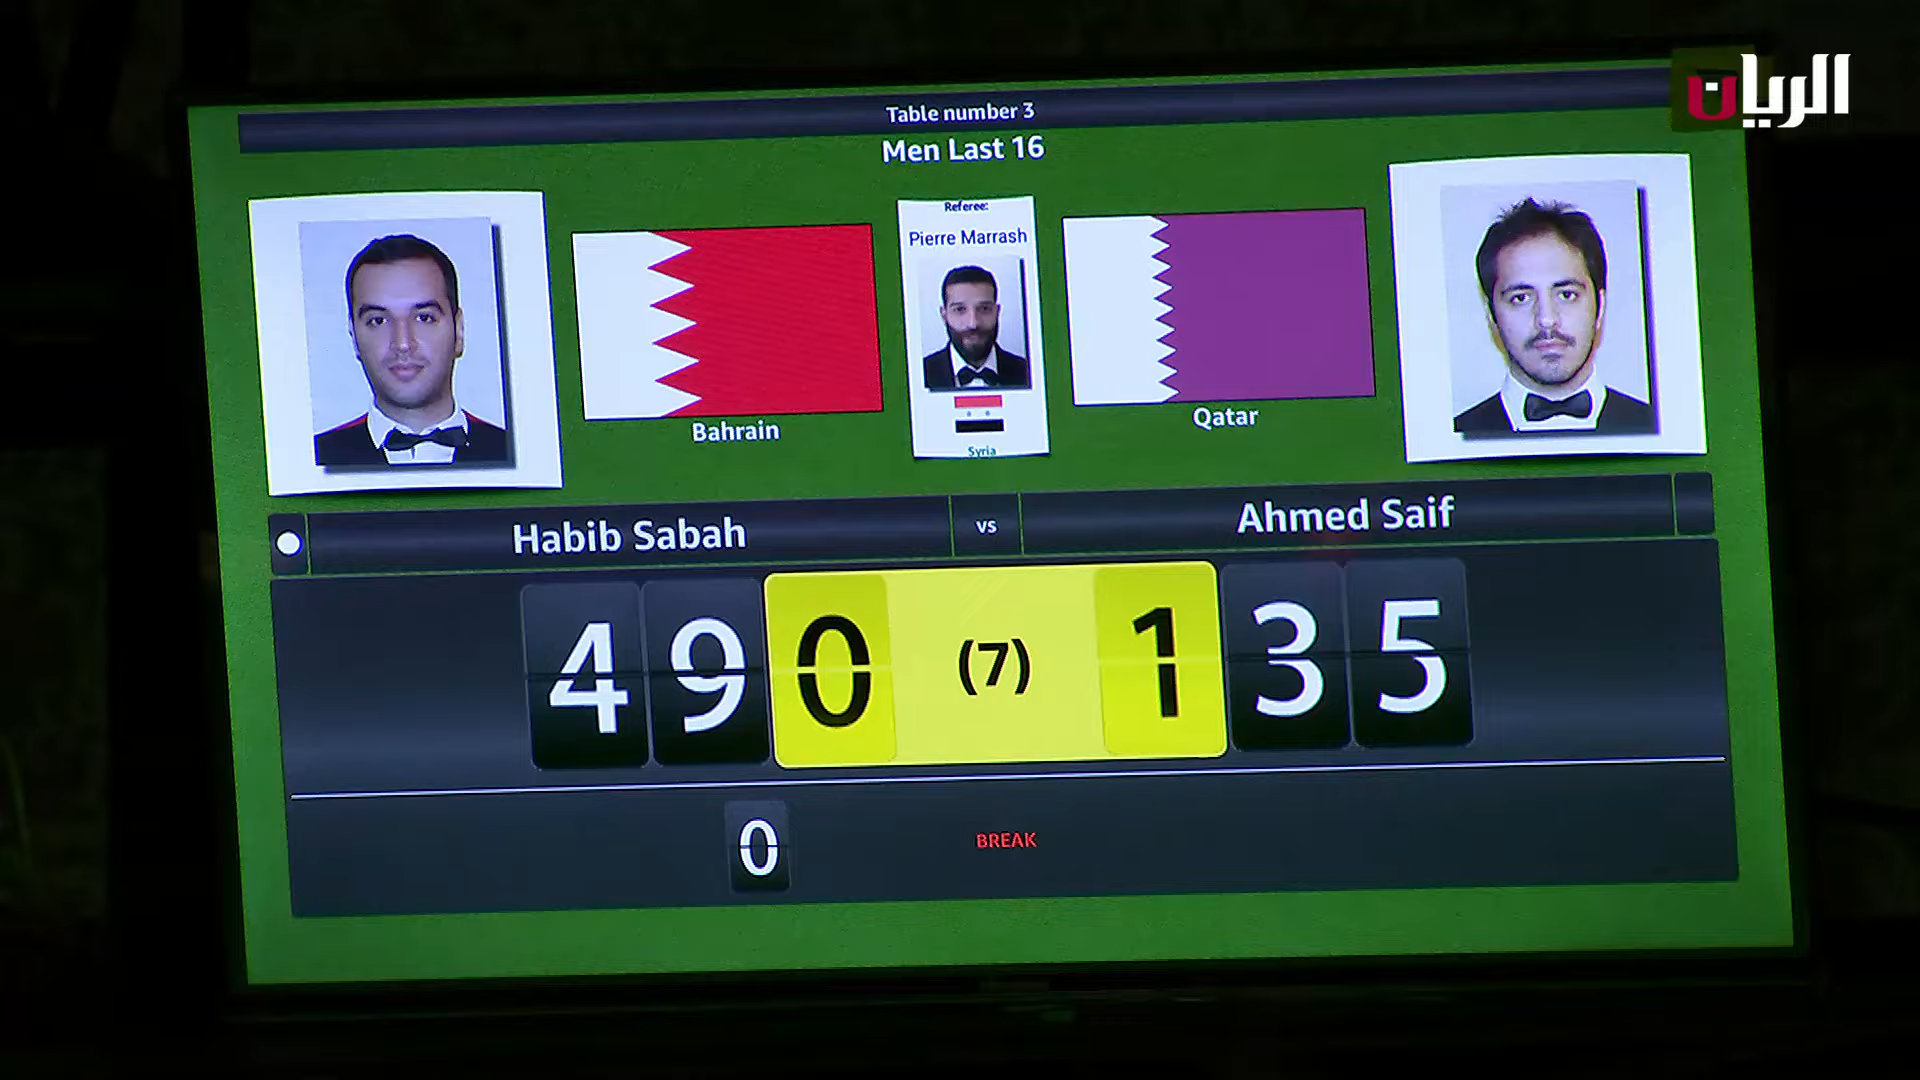 الريان
Table number 3
Men Last 16
Referee:
Pierre Marrash
Syria
Bahrain
Qatar
Habib Sabah vs Ahmed Saif
49 0 (7) 1 35
0 BREAK